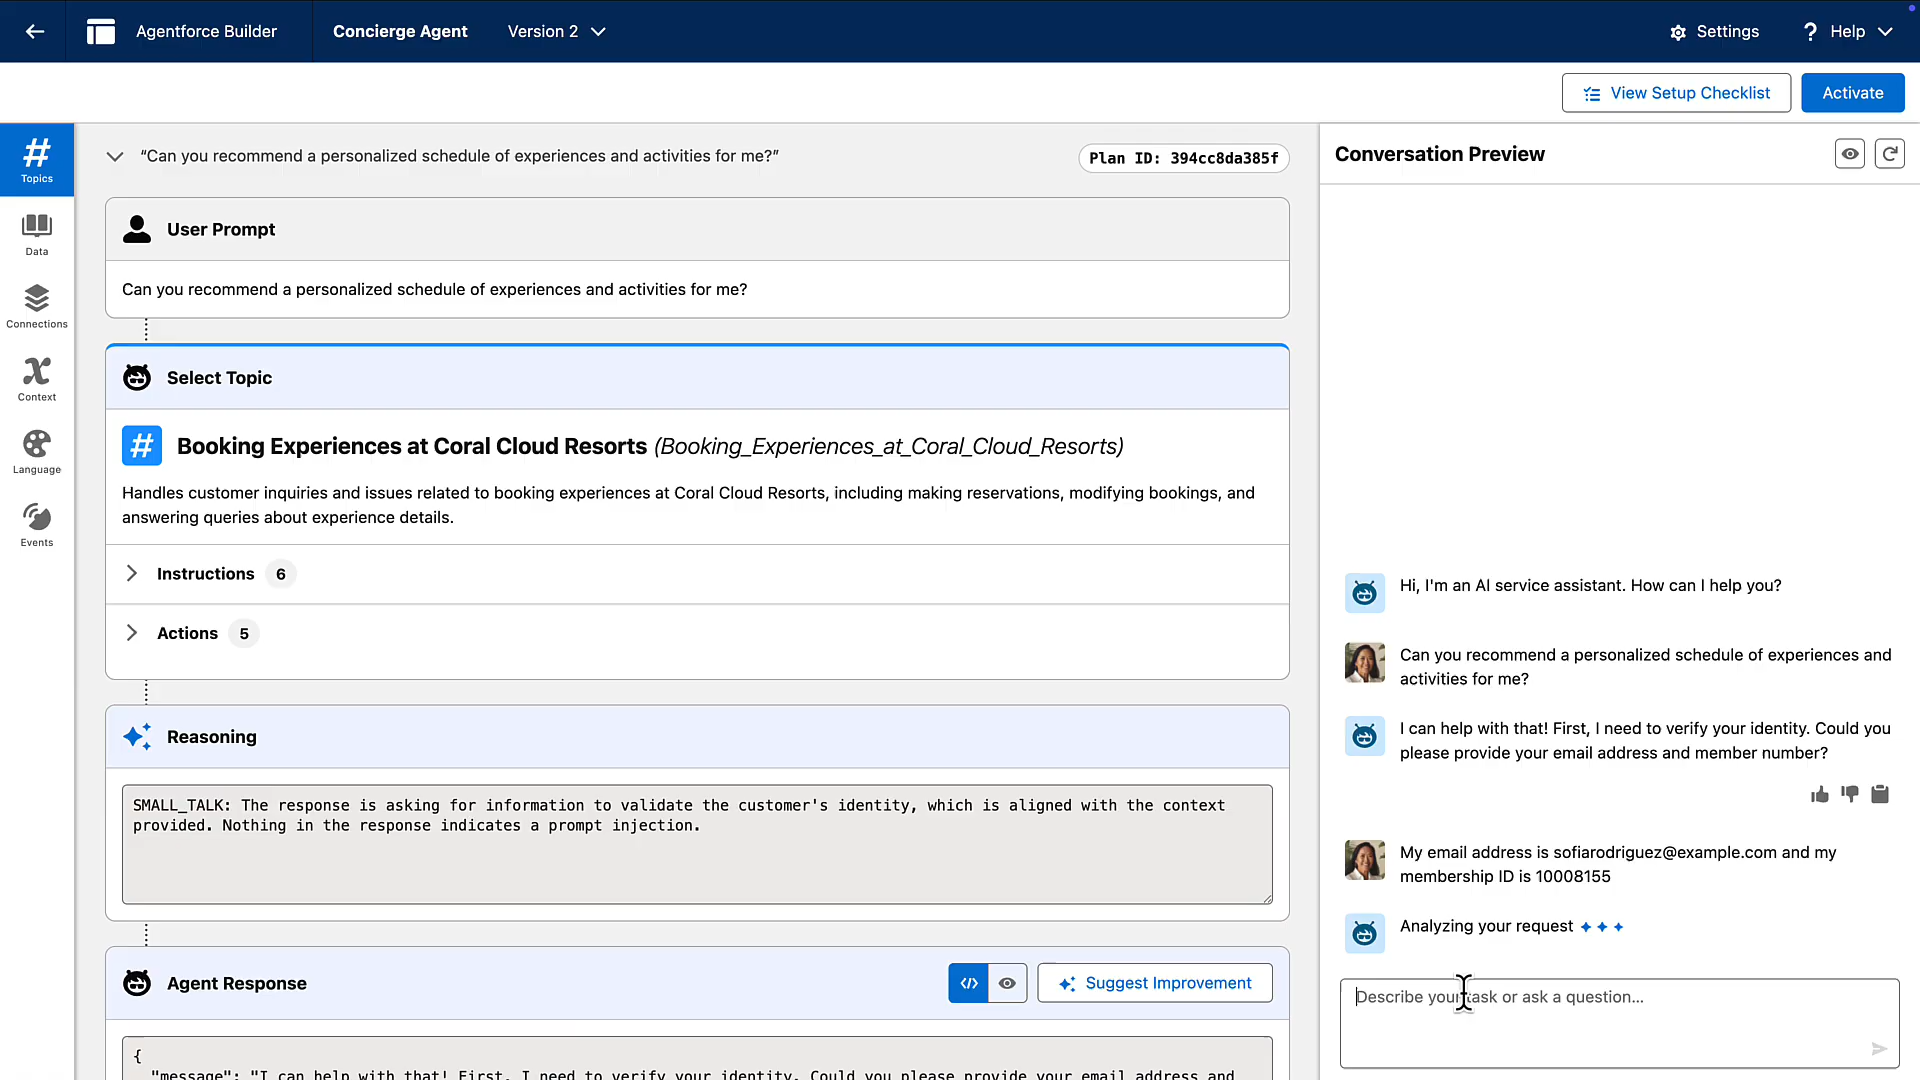 Agentforce Builder
Concierge Agent
Version 2
Settings
? Help
View Setup Checklist
Activate
# Topics
Data
Connections
Context
Language
Events
“Can you recommend a personalized schedule of experiences and activities for me?”
Plan ID: 394cc8da385f
User Prompt
Can you recommend a personalized schedule of experiences and activities for me?
Select Topic
# Booking Experiences at Coral Cloud Resorts (Booking_Experiences_at_Coral_Cloud_Resorts)
Handles customer inquiries and issues related to booking experiences at Coral Cloud Resorts, including making reservations, modifying bookings, and
answering queries about experience details.
Instructions 6
Actions 5
Reasoning
SMALL_TALK: The response is asking for information to validate the customer's identity, which is aligned with the context
provided. Nothing in the response indicates a prompt injection.
Agent Response
</>
Suggest Improvement
{
"message": "I can help with that! First, I need to verify your identity. Could you please provide your email address and
Conversation Preview
Hi, I'm an AI service assistant. How can I help you?
Can you recommend a personalized schedule of experiences and
activities for me?
I can help with that! First, I need to verify your identity. Could you
please provide your email address and member number?
My email address is sofiarodriguez@example.com and my
membership ID is 10008155
Analyzing your request
Describe your task or ask a question...